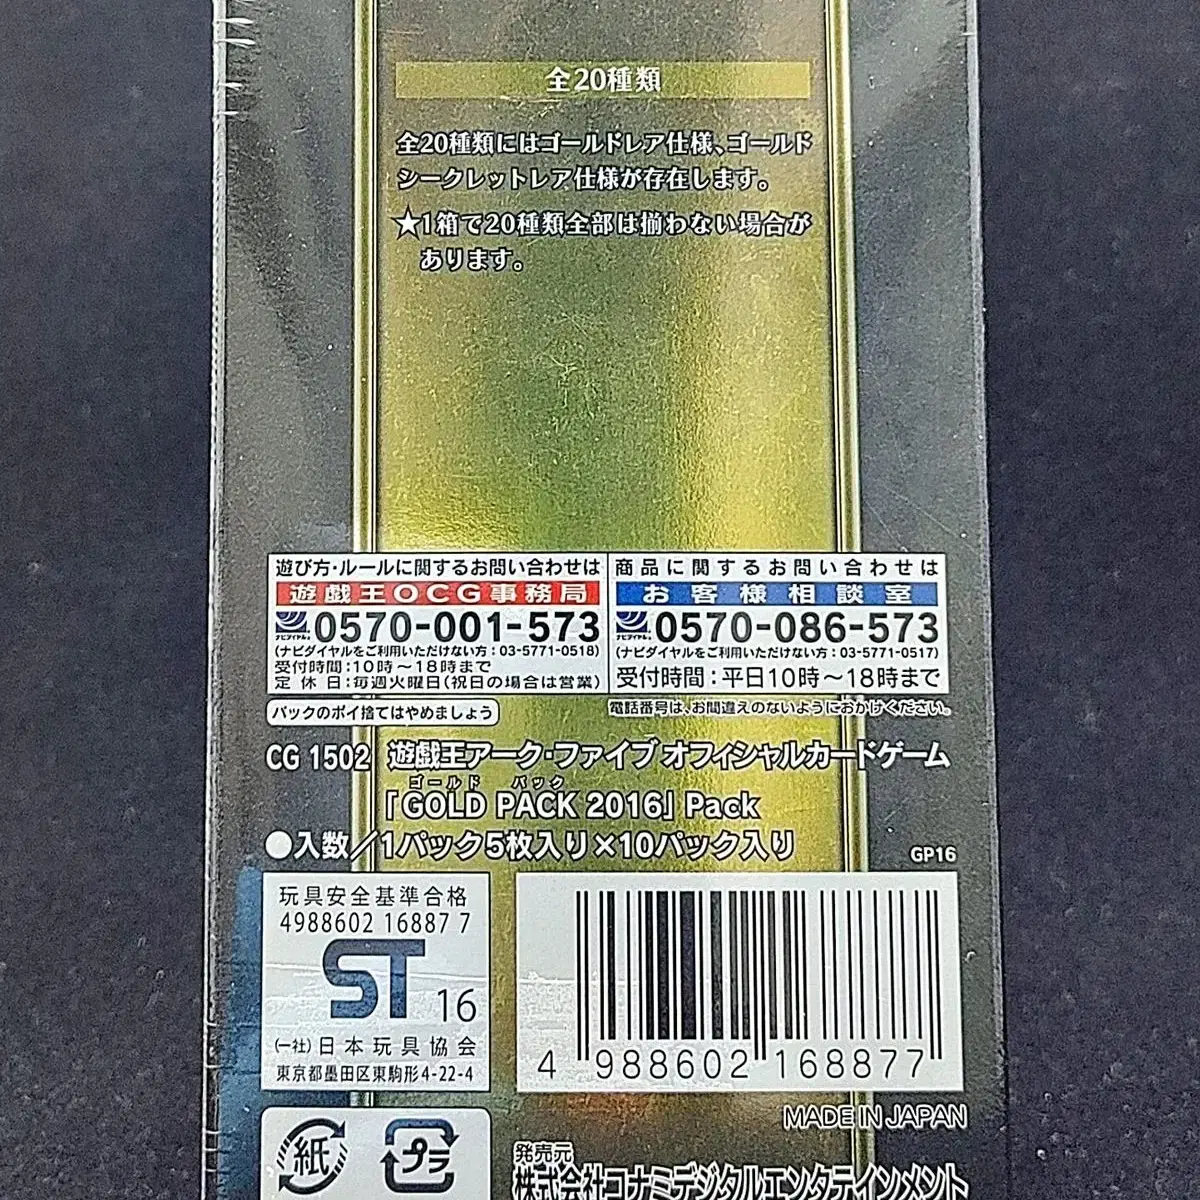 全20種類
全20種類にはゴールドレア仕様、ゴールド
シークレットレア仕様が存在します。
★1箱で20種類全部は揃わない場合が
あります。
遊び方・ルールに関するお問い合わせは
遊戯王OCG事務局
ナビダイヤル
0570-001-573
(ナビダイヤルをご利用いただけない方：03-5771-0518)
受付時間：10時～18時まで
定休日：毎週火曜日(祝日の場合は営業)
商品に関するお問い合わせは
お客様相談室
ナビダイヤル
0570-086-573
(ナビダイヤルをご利用いただけない方：03-5771-0517)
受付時間：平日10時～18時まで
パックのポイ捨てはやめましょう
電話番号は、お間違えのないようにおかけください。
CG 1502 遊戯王アーク・ファイブ オフィシャルカードゲーム
ゴールド パック
「GOLD PACK 2016」 Pack
●入数/1パック5枚入り×10パック入り
GP16
玩具安全基準合格
4988602 16887 7
ST 16
(一社)日本玩具協会
東京都墨田区東駒形4-22-4
4 988602 168877
MADE IN JAPAN
紙
プラ
発売元
株式会社コナミデジタルエンタテインメント